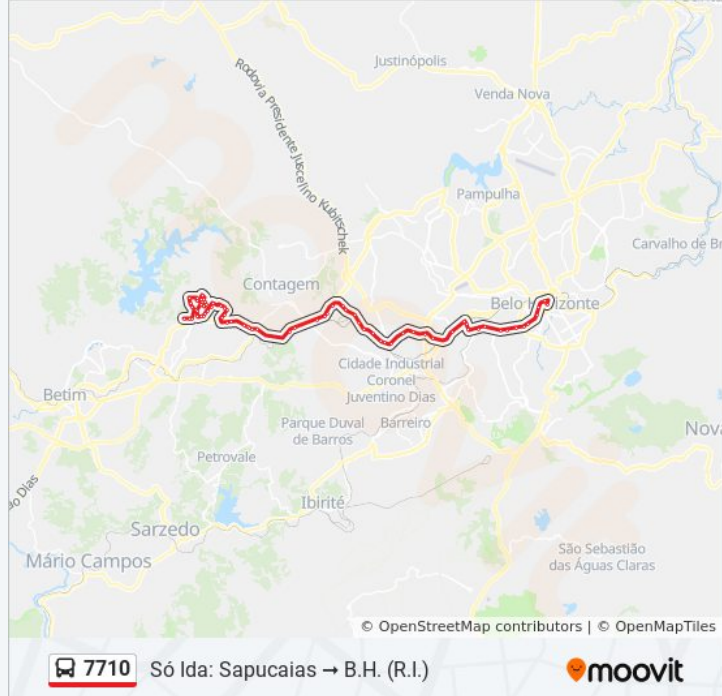 Justinópolis
Rodovia Presidente Juscelino Kubitschek
Venda Nova
Pampulha
Carvalho de Br
Contagem
Belo Horizonte
Cidade Industrial
Coronel
Juventino Dias
Betim
Parque Duval
de Barros
Barreiro
Nova
Petrovale
do Dias
Ibirité
Sarzedo
São Sebastião
das Águas Claras
Mário Campos
© OpenStreetMap contributors | © OpenMapTiles
7710 Só Ida: Sapucaias → B.H. (R.I.)
moovit